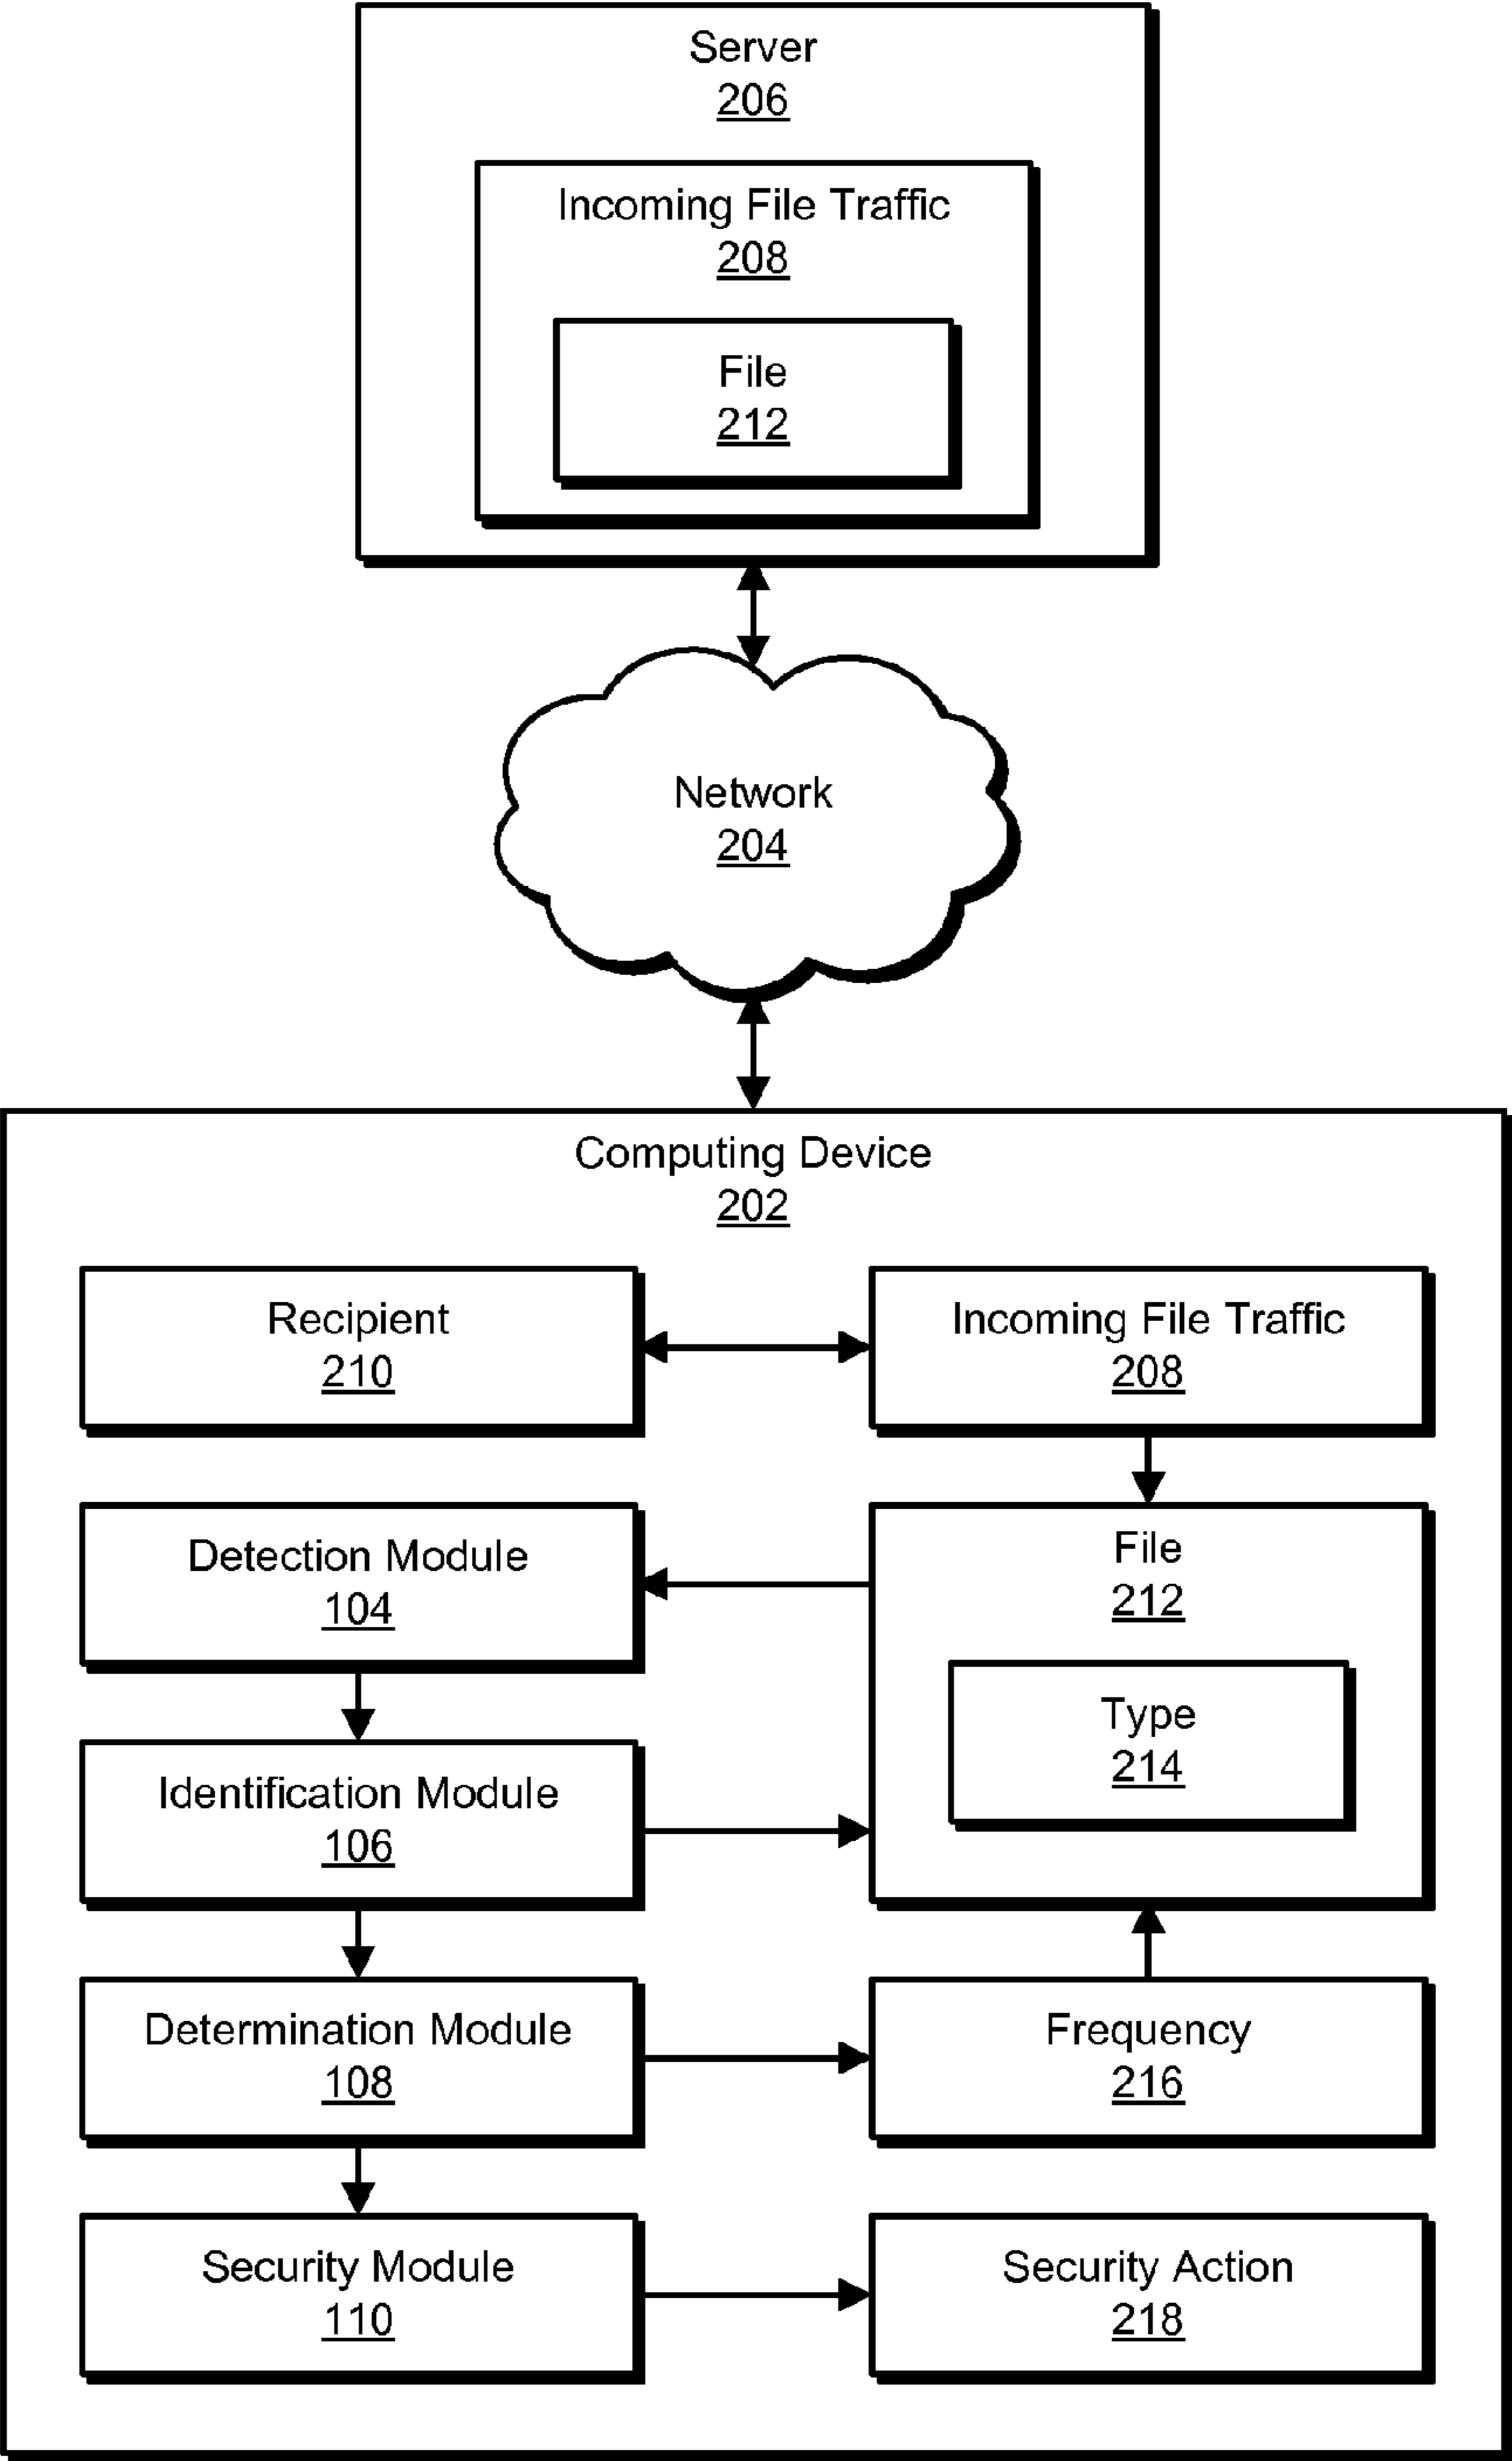 Server
206
Incoming File Traffic
208
File
212
Network
204
Computing Device
202
Recipient
210
Incoming File Traffic
208
Detection Module
104
File
212
Type
214
Identification Module
106
Determination Module
108
Frequency
216
Security Module
110
Security Action
218